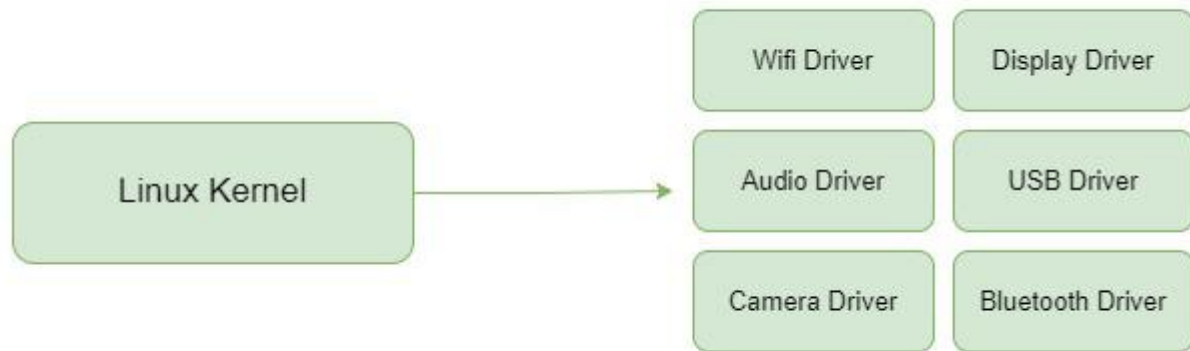 Linux Kernel
Wifi Driver
Display Driver
Audio Driver
USB Driver
Camera Driver
Bluetooth Driver